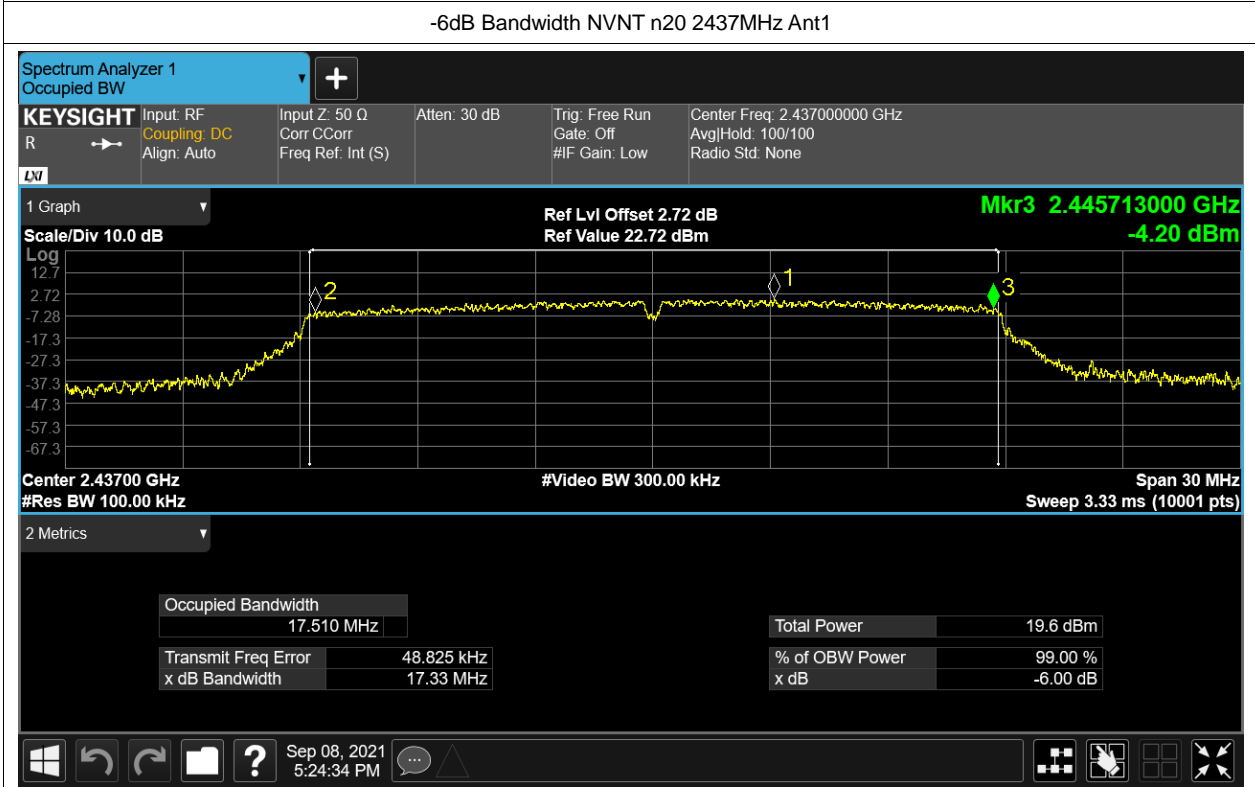 -6dB Bandwidth NVNT n20 2437MHz Ant1
Spectrum Analyzer 1
Occupied BW
KEYSIGHT
R
LXI
Input: RF
Coupling: DC
Align: Auto
Input Z: 50 Ω
Corr CCorr
Freq Ref: Int (S)
Atten: 30 dB
Trig: Free Run
Gate: Off
#IF Gain: Low
Center Freq: 2.437000000 GHz
Avg|Hold: 100/100
Radio Std: None
1 Graph
Scale/Div 10.0 dB
Ref Lvl Offset 2.72 dB
Ref Value 22.72 dBm
Mkr3 2.445713000 GHz
-4.20 dBm
Log
12.7
2.72
-7.28
-17.3
-27.3
-37.3
-47.3
-57.3
-67.3
2
1
3
Center 2.43700 GHz
#Res BW 100.00 kHz
#Video BW 300.00 kHz
Span 30 MHz
Sweep 3.33 ms (10001 pts)
2 Metrics
Occupied Bandwidth
17.510 MHz
Transmit Freq Error 48.825 kHz
x dB Bandwidth 17.33 MHz
Total Power 19.6 dBm
% of OBW Power 99.00 %
x dB -6.00 dB
?
Sep 08, 2021
5:24:34 PM